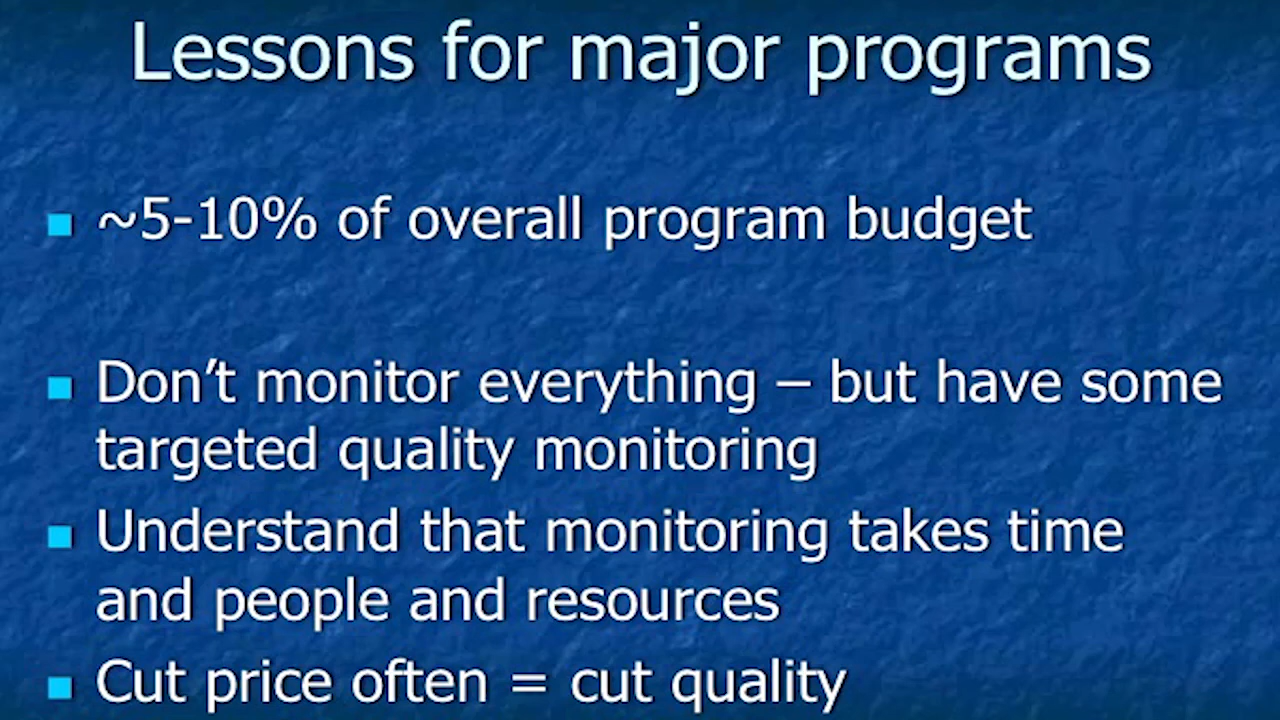 Lessons for major programs
~5-10% of overall program budget
Don’t monitor everything – but have some
targeted quality monitoring
Understand that monitoring takes time
and people and resources
Cut price often = cut quality